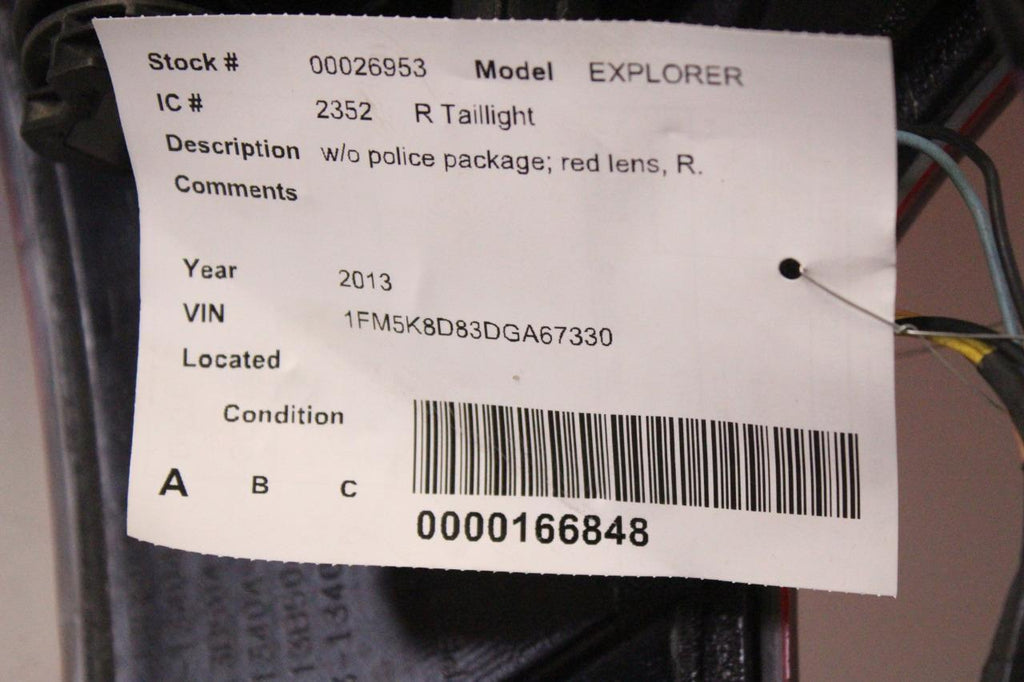 Stock # 00026953 Model EXPLORER
IC # 2352 R Taillight
Description w/o police package; red lens, R.
Comments
Year 2013
VIN 1FM5K8D83DGA67330
Located
Condition
A B C
0000166848